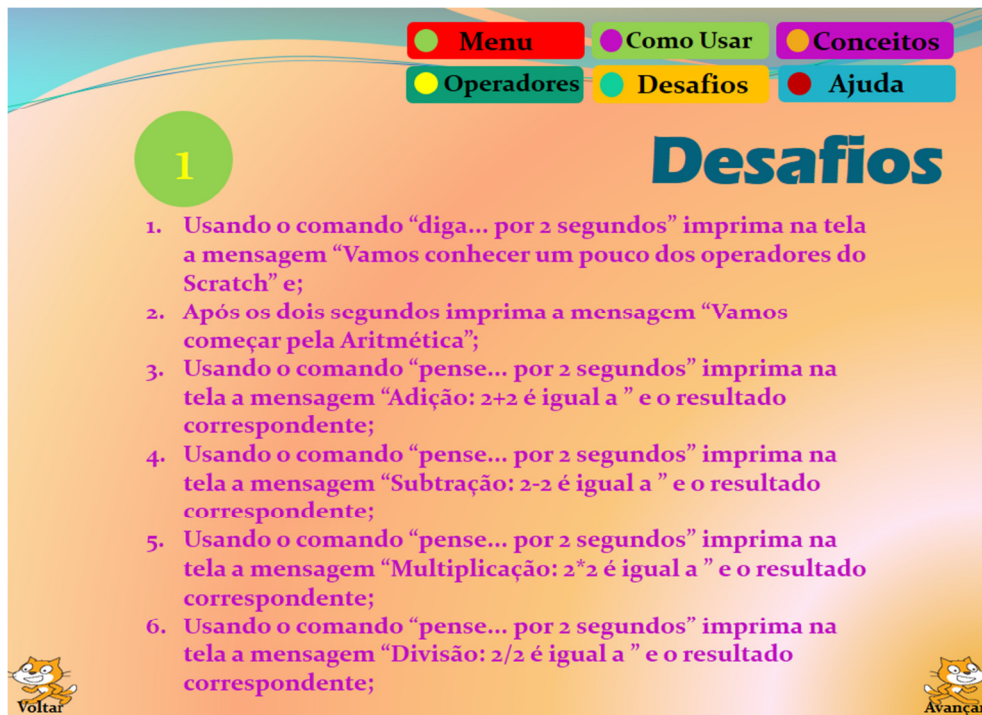 Menu
Como Usar
Conceitos
Operadores
Desafios
Ajuda
1
Desafios
1. Usando o comando “diga... por 2 segundos” imprima na tela
a mensagem “Vamos conhecer um pouco dos operadores do
Scratch” e;
2. Após os dois segundos imprima a mensagem “Vamos
começar pela Aritmética”;
3. Usando o comando “pense... por 2 segundos” imprima na
tela a mensagem “Adição: 2+2 é igual a ” e o resultado
correspondente;
4. Usando o comando “pense... por 2 segundos” imprima na
tela a mensagem “Subtração: 2-2 é igual a ” e o resultado
correspondente;
5. Usando o comando “pense... por 2 segundos” imprima na
tela a mensagem “Multiplicação: 2*2 é igual a ” e o resultado
correspondente;
6. Usando o comando “pense... por 2 segundos” imprima na
tela a mensagem “Divisão: 2/2 é igual a ” e o resultado
correspondente;
Voltar
Avançar